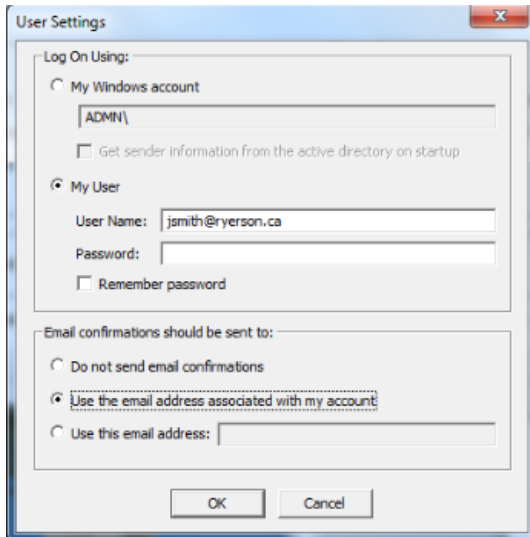 User Settings
Log On Using:
My Windows account
ADMN\
Get sender information from the active directory on startup
My User
User Name: jsmith@ryerson.ca
Password:
Remember password
Email confirmations should be sent to:
Do not send email confirmations
Use the email address associated with my account
Use this email address:
OK Cancel